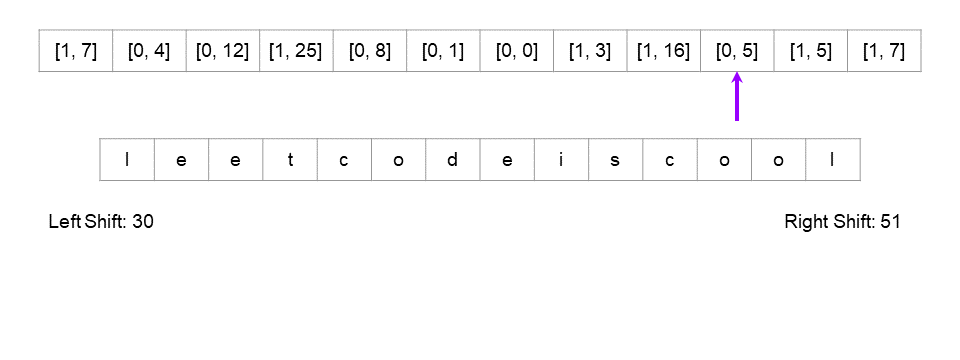 [1, 7] [0, 4] [0, 12] [1, 25] [0, 8] [0, 1] [0, 0] [1, 3] [1, 16] [0, 5] [1, 5] [1, 7]
l e e t c o d e i s c o o l
Left Shift: 30 Right Shift: 51